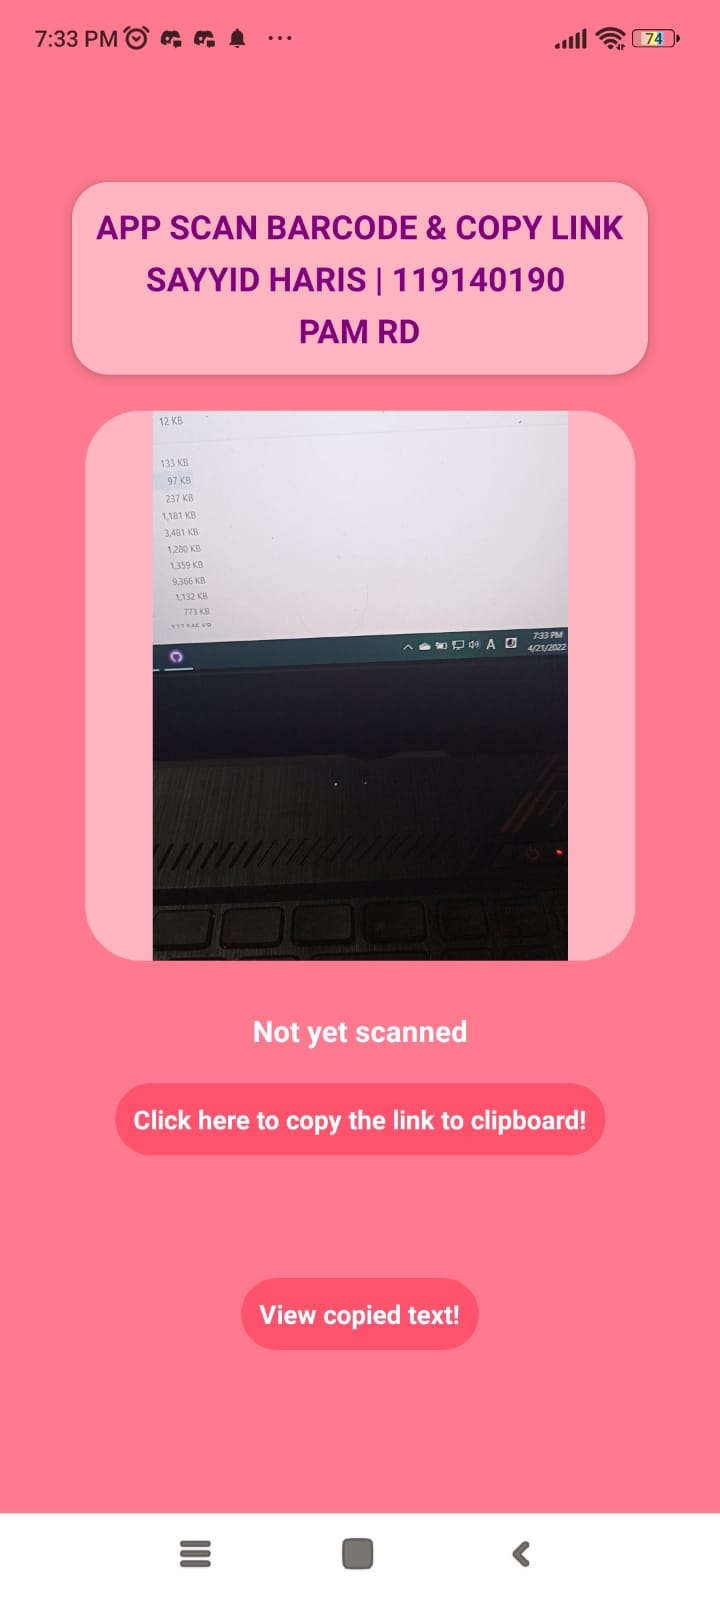 7:33 PM
74
APP SCAN BARCODE & COPY LINK
SAYYID HARIS | 119140190
PAM RD
12 KB
133 KB
97 KB
237 KB
1,181 KB
3,481 KB
1,280 KB
1,359 KB
9,366 KB
1,132 KB
773 KB
A
7:33 PM
4/21/2022
Not yet scanned
Click here to copy the link to clipboard!
View copied text!